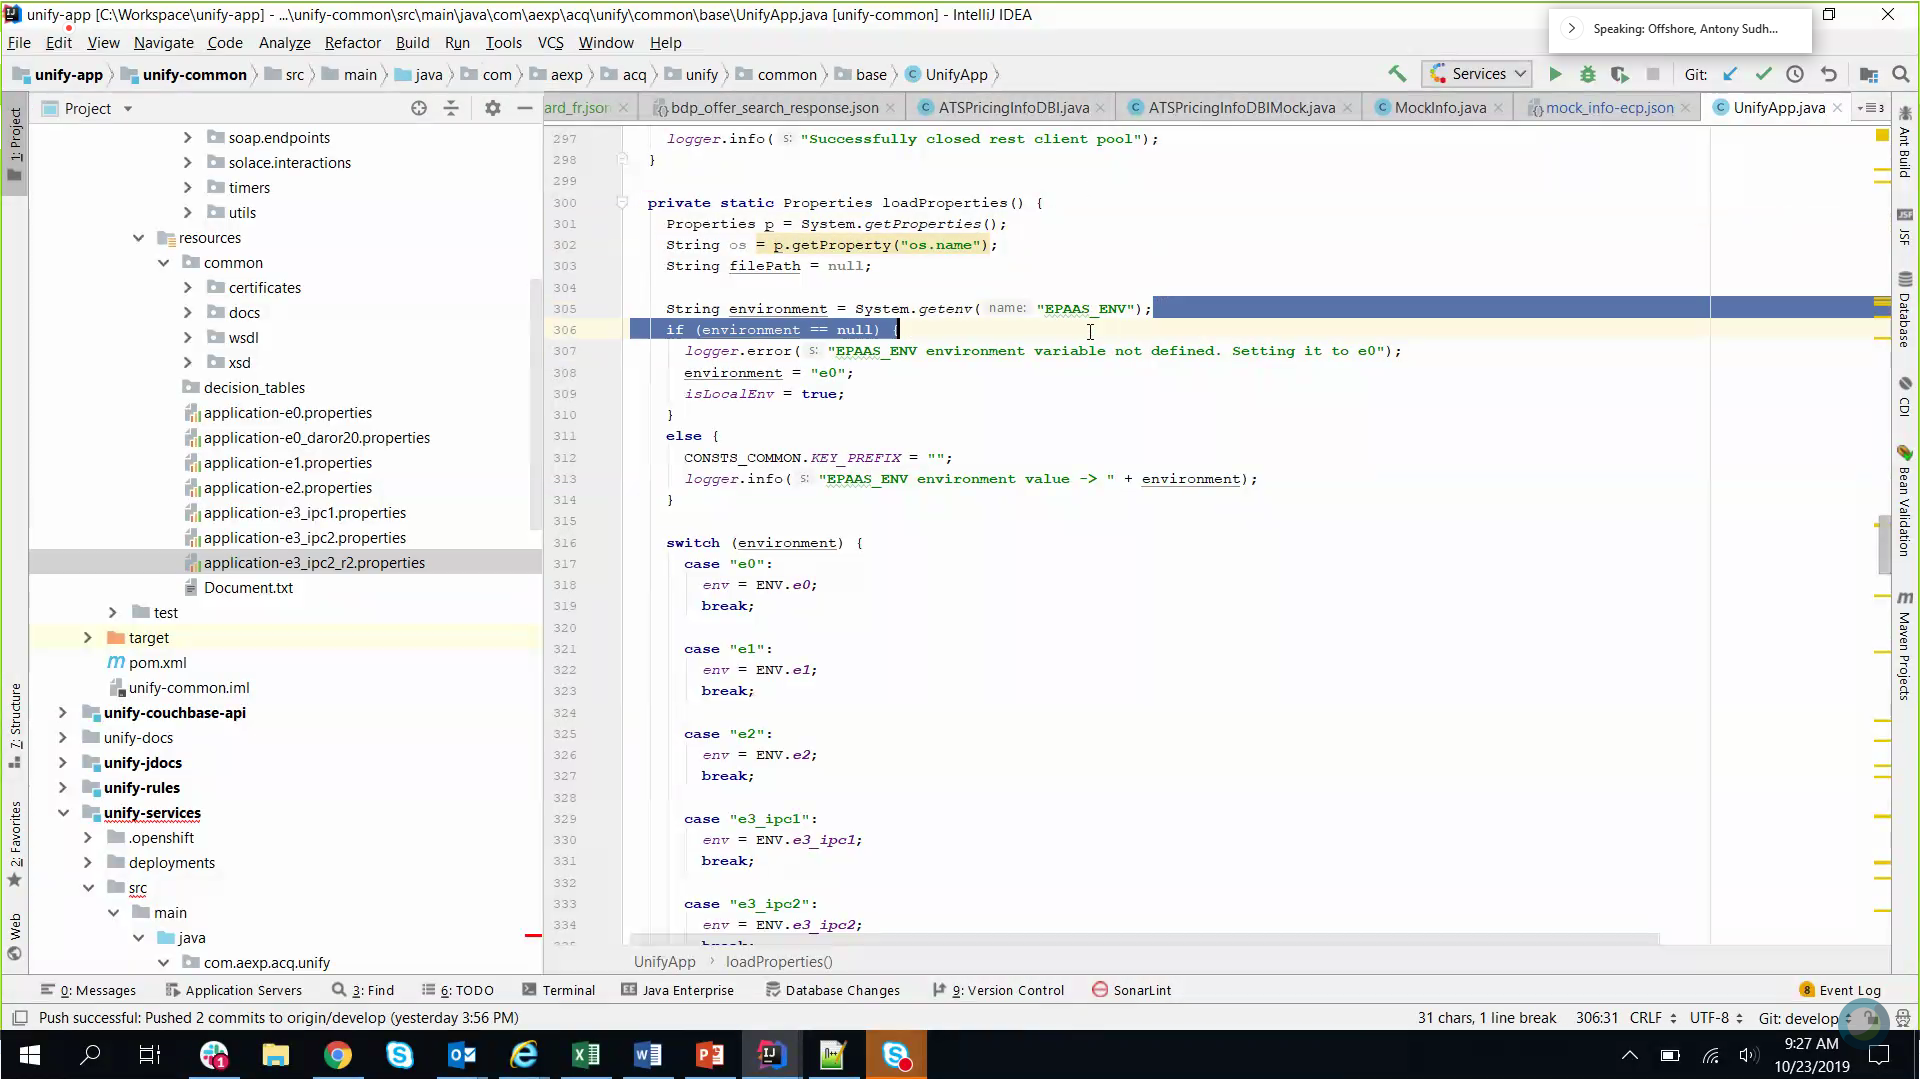 unify-app [C:\Workspace\unify-app] - ...\unify-common\src\main\java\com\aexp\acq\unify\common\base\UnifyApp.java [unify-common] - IntelliJ IDEA
Speaking: Offshore, Antony Sudh...
File Edit View Navigate Code Analyze Refactor Build Run Tools VCS Window Help
unify-app unify-common src main java com aexp acq unify common base UnifyApp Services Git:
Project
ard_fr.json bdp_offer_search_response.json ATSPricingInfoDBI.java ATSPricingInfoDBIMock.java MockInfo.java mock_info-ecp.json UnifyApp.java
1: Project
7: Structure
2: Favorites
Web
soap.endpoints
solace.interactions
timers
utils
resources
common
certificates
docs
wsdl
xsd
decision_tables
application-e0.properties
application-e0_daror20.properties
application-e1.properties
application-e2.properties
application-e3_ipc1.properties
application-e3_ipc2.properties
application-e3_ipc2_r2.properties
Document.txt
test
target
pom.xml
unify-common.iml
unify-couchbase-api
unify-docs
unify-jdocs
unify-rules
unify-services
.openshift
deployments
src
main
java
com.aexp.acq.unify
297 logger.info( s: "Successfully closed rest client pool");
298 }
299
300 private static Properties loadProperties() {
301 Properties p = System.getProperties();
302 String os = p.getProperty("os.name");
303 String filePath = null;
304
305 String environment = System.getenv( name: "EPAAS_ENV");
306 if (environment == null) {
307 logger.error( s: "EPAAS_ENV environment variable not defined. Setting it to e0");
308 environment = "e0";
309 isLocalEnv = true;
310 }
311 else {
312 CONSTS_COMMON.KEY_PREFIX = "";
313 logger.info( s: "EPAAS_ENV environment value -> " + environment);
314 }
315
316 switch (environment) {
317 case "e0":
318 env = ENV.e0;
319 break;
320
321 case "e1":
322 env = ENV.e1;
323 break;
324
325 case "e2":
326 env = ENV.e2;
327 break;
328
329 case "e3_ipc1":
330 env = ENV.e3_ipc1;
331 break;
332
333 case "e3_ipc2":
334 env = ENV.e3_ipc2;
Ant Build
JSF
Database
CDI
Bean Validation
Maven Projects
UnifyApp loadProperties()
0: Messages Application Servers 3: Find 6: TODO Terminal Java Enterprise Database Changes 9: Version Control SonarLint 8 Event Log
Push successful: Pushed 2 commits to origin/develop (yesterday 3:56 PM) 31 chars, 1 line break 306:31 CRLF UTF-8 Git: develop
9:27 AM
10/23/2019